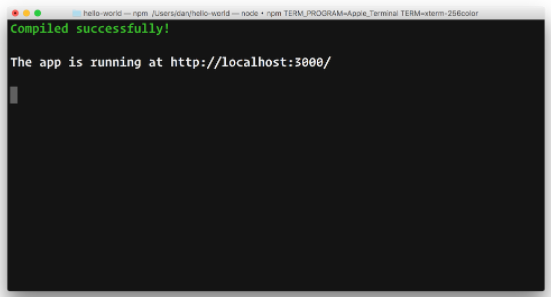 hello-world — npm /Users/dan/hello-world — node • npm TERM_PROGRAM=Apple_Terminal TERM=xterm-256color
Compiled successfully!
The app is running at http://localhost:3000/